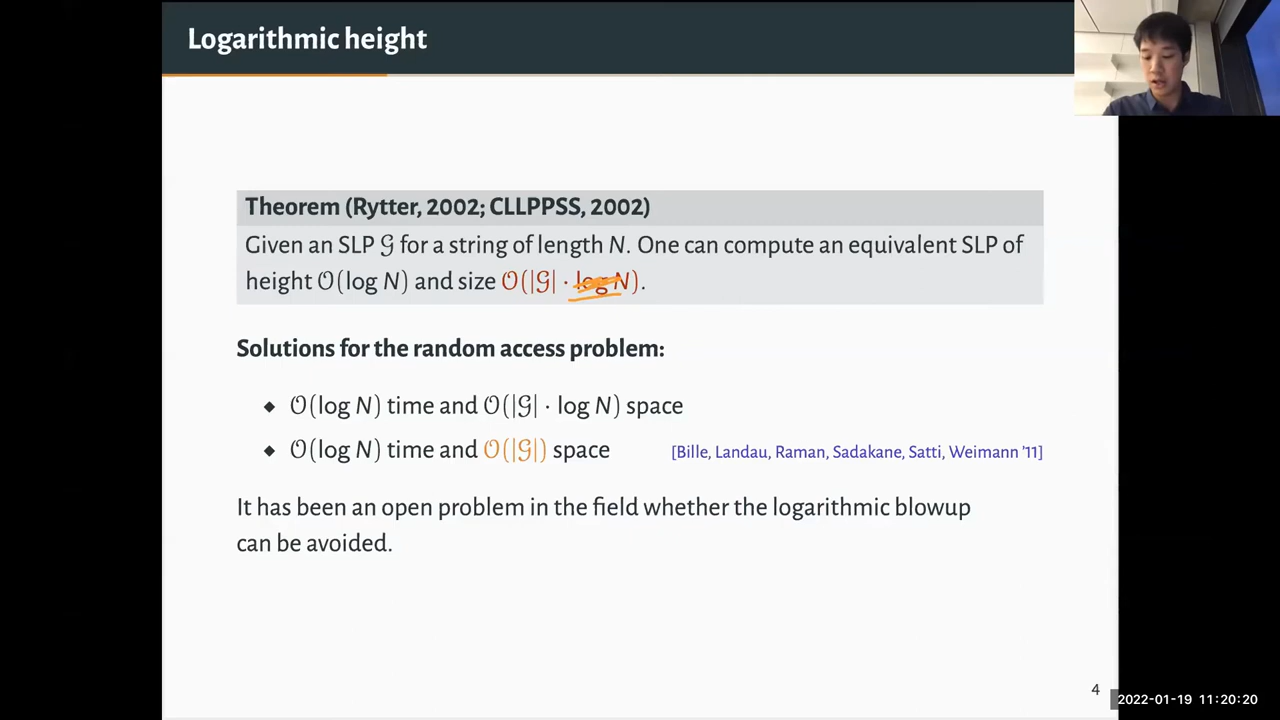 Logarithmic height
Theorem (Rytter, 2002; CLLPPSS, 2002)
Given an SLP 𝒢 for a string of length N. One can compute an equivalent SLP of
height 𝒪(log N) and size 𝒪(|𝒢| · log N).
Solutions for the random access problem:
◆ 𝒪(log N) time and 𝒪(|𝒢| · log N) space
◆ 𝒪(log N) time and 𝒪(|𝒢|) space [Bille, Landau, Raman, Sadakane, Satti, Weimann '11]
It has been an open problem in the field whether the logarithmic blowup
can be avoided.
4
2022-01-19 11:20:20